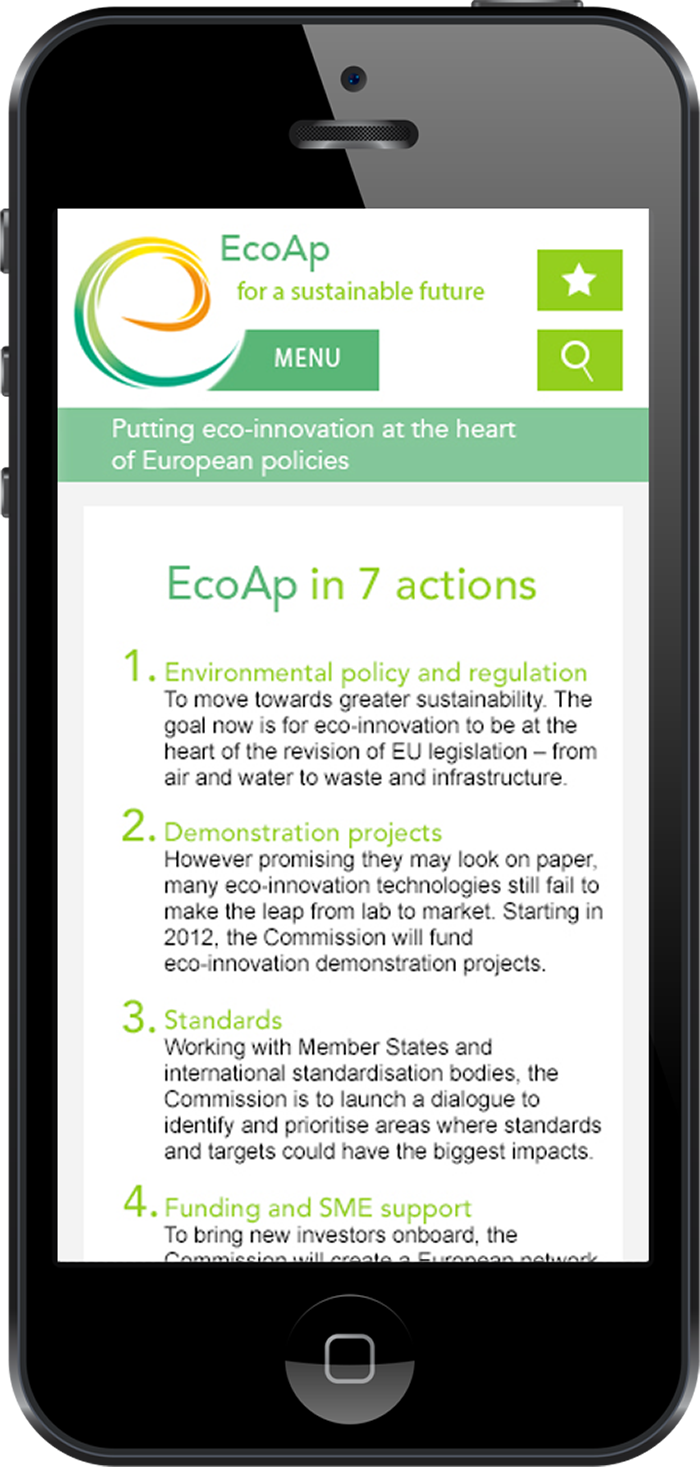 EcoAp
for a sustainable future
MENU
Putting eco-innovation at the heart
of European policies
EcoAp in 7 actions
1. Environmental policy and regulation
To move towards greater sustainability. The
goal now is for eco-innovation to be at the
heart of the revision of EU legislation – from
air and water to waste and infrastructure.
2. Demonstration projects
However promising they may look on paper,
many eco-innovation technologies still fail to
make the leap from lab to market. Starting in
2012, the Commission will fund
eco-innovation demonstration projects.
3. Standards
Working with Member States and
international standardisation bodies, the
Commission is to launch a dialogue to
identify and prioritise areas where standards
and targets could have the biggest impacts.
4. Funding and SME support
To bring new investors onboard, the
Commission will create a European network